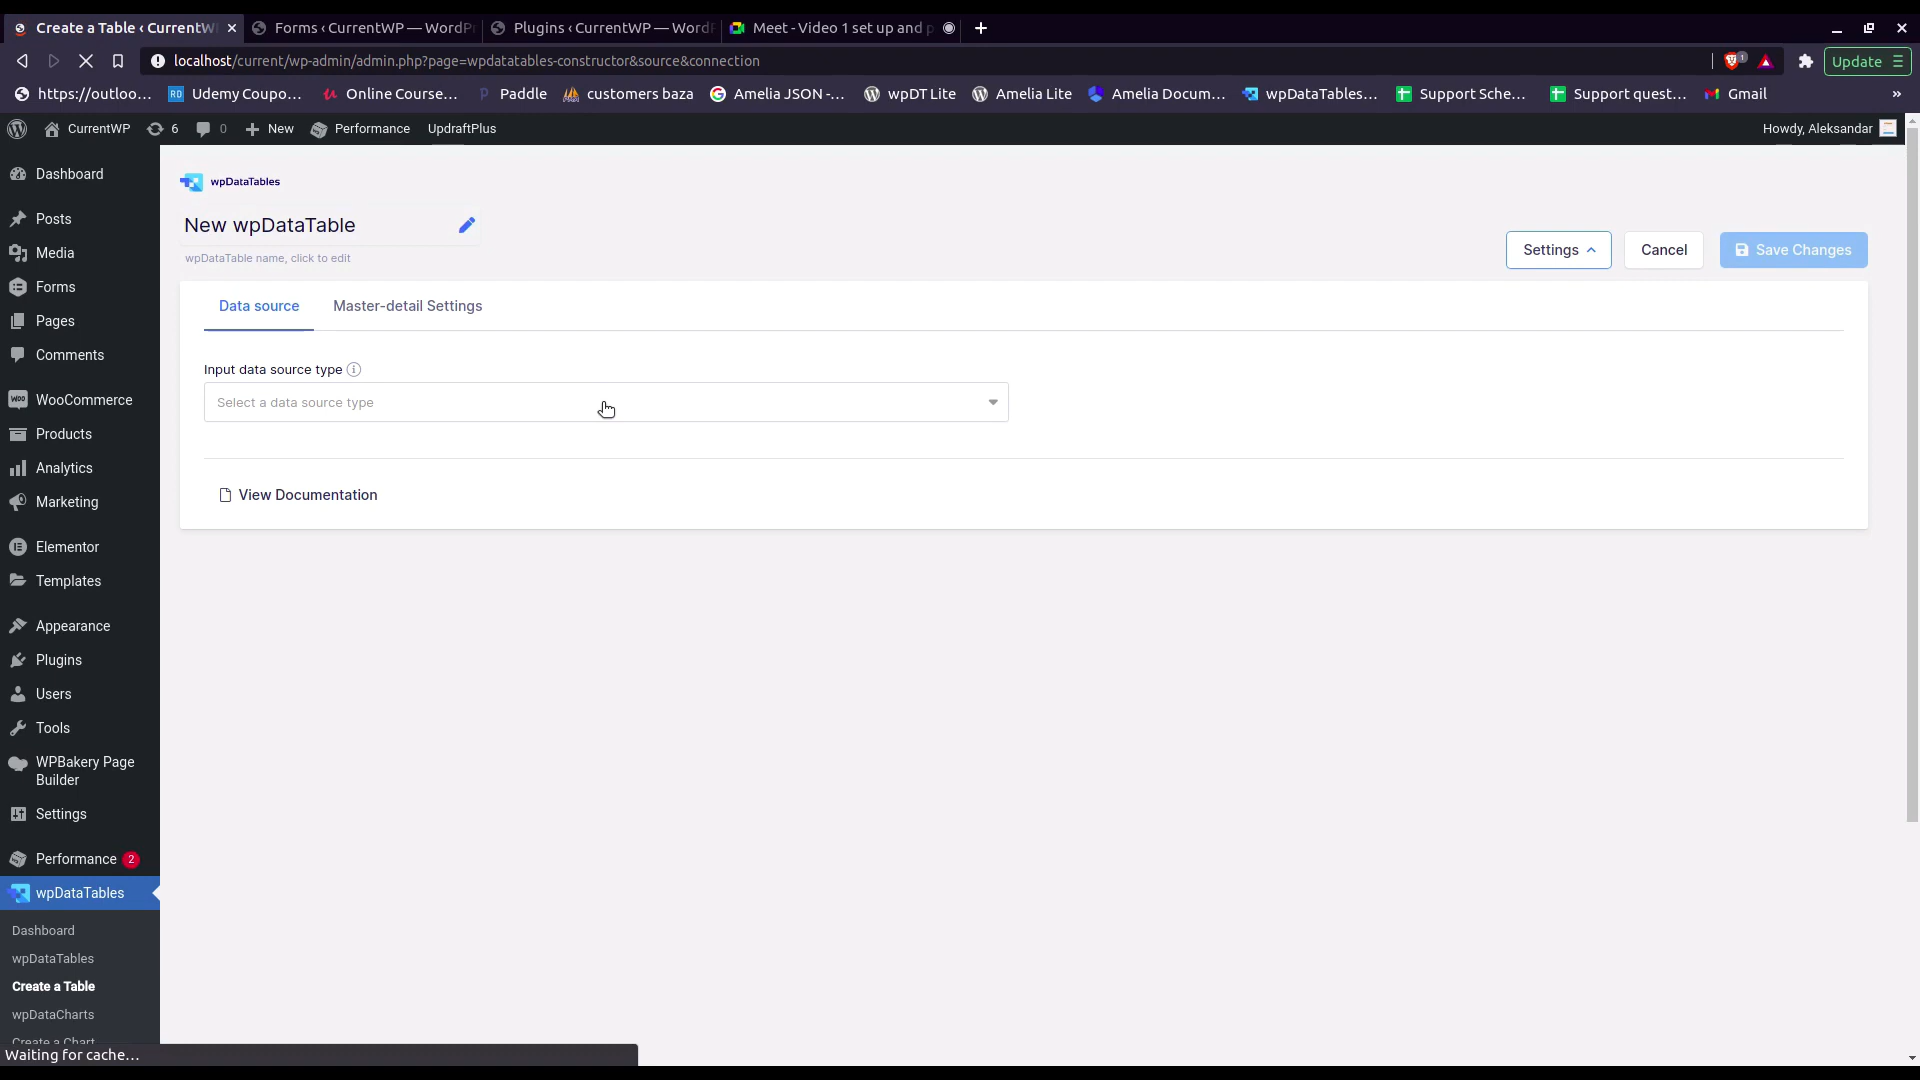 Create a Table ‹ CurrentW
Forms ‹ CurrentWP — WordP
Plugins ‹ CurrentWP — Word
Meet - Video 1 set up and p
localhost/current/wp-admin/admin.php?page=wpdatatables-constructor&source&connection
1
Update
https://outloo...
RD
Udemy Coupo...
Online Course...
Paddle
customers baza
Amelia JSON -...
wpDT Lite
Amelia Lite
Amelia Docum...
wpDataTables...
Support Sche...
Support quest...
Gmail
»
CurrentWP
6
0
New
Performance
UpdraftPlus
Howdy, Aleksandar
Dashboard
Posts
Media
Forms
Pages
Comments
WooCommerce
Products
Analytics
Marketing
Elementor
Templates
Appearance
Plugins
Users
Tools
WPBakery Page
Builder
Settings
Performance 2
wpDataTables
Dashboard
wpDataTables
Create a Table
wpDataCharts
Create a Chart
Waiting for cache...
wpDataTables
New wpDataTable
wpDataTable name, click to edit
Settings
Cancel
Save Changes
Data source
Master-detail Settings
Input data source type
Select a data source type
View Documentation